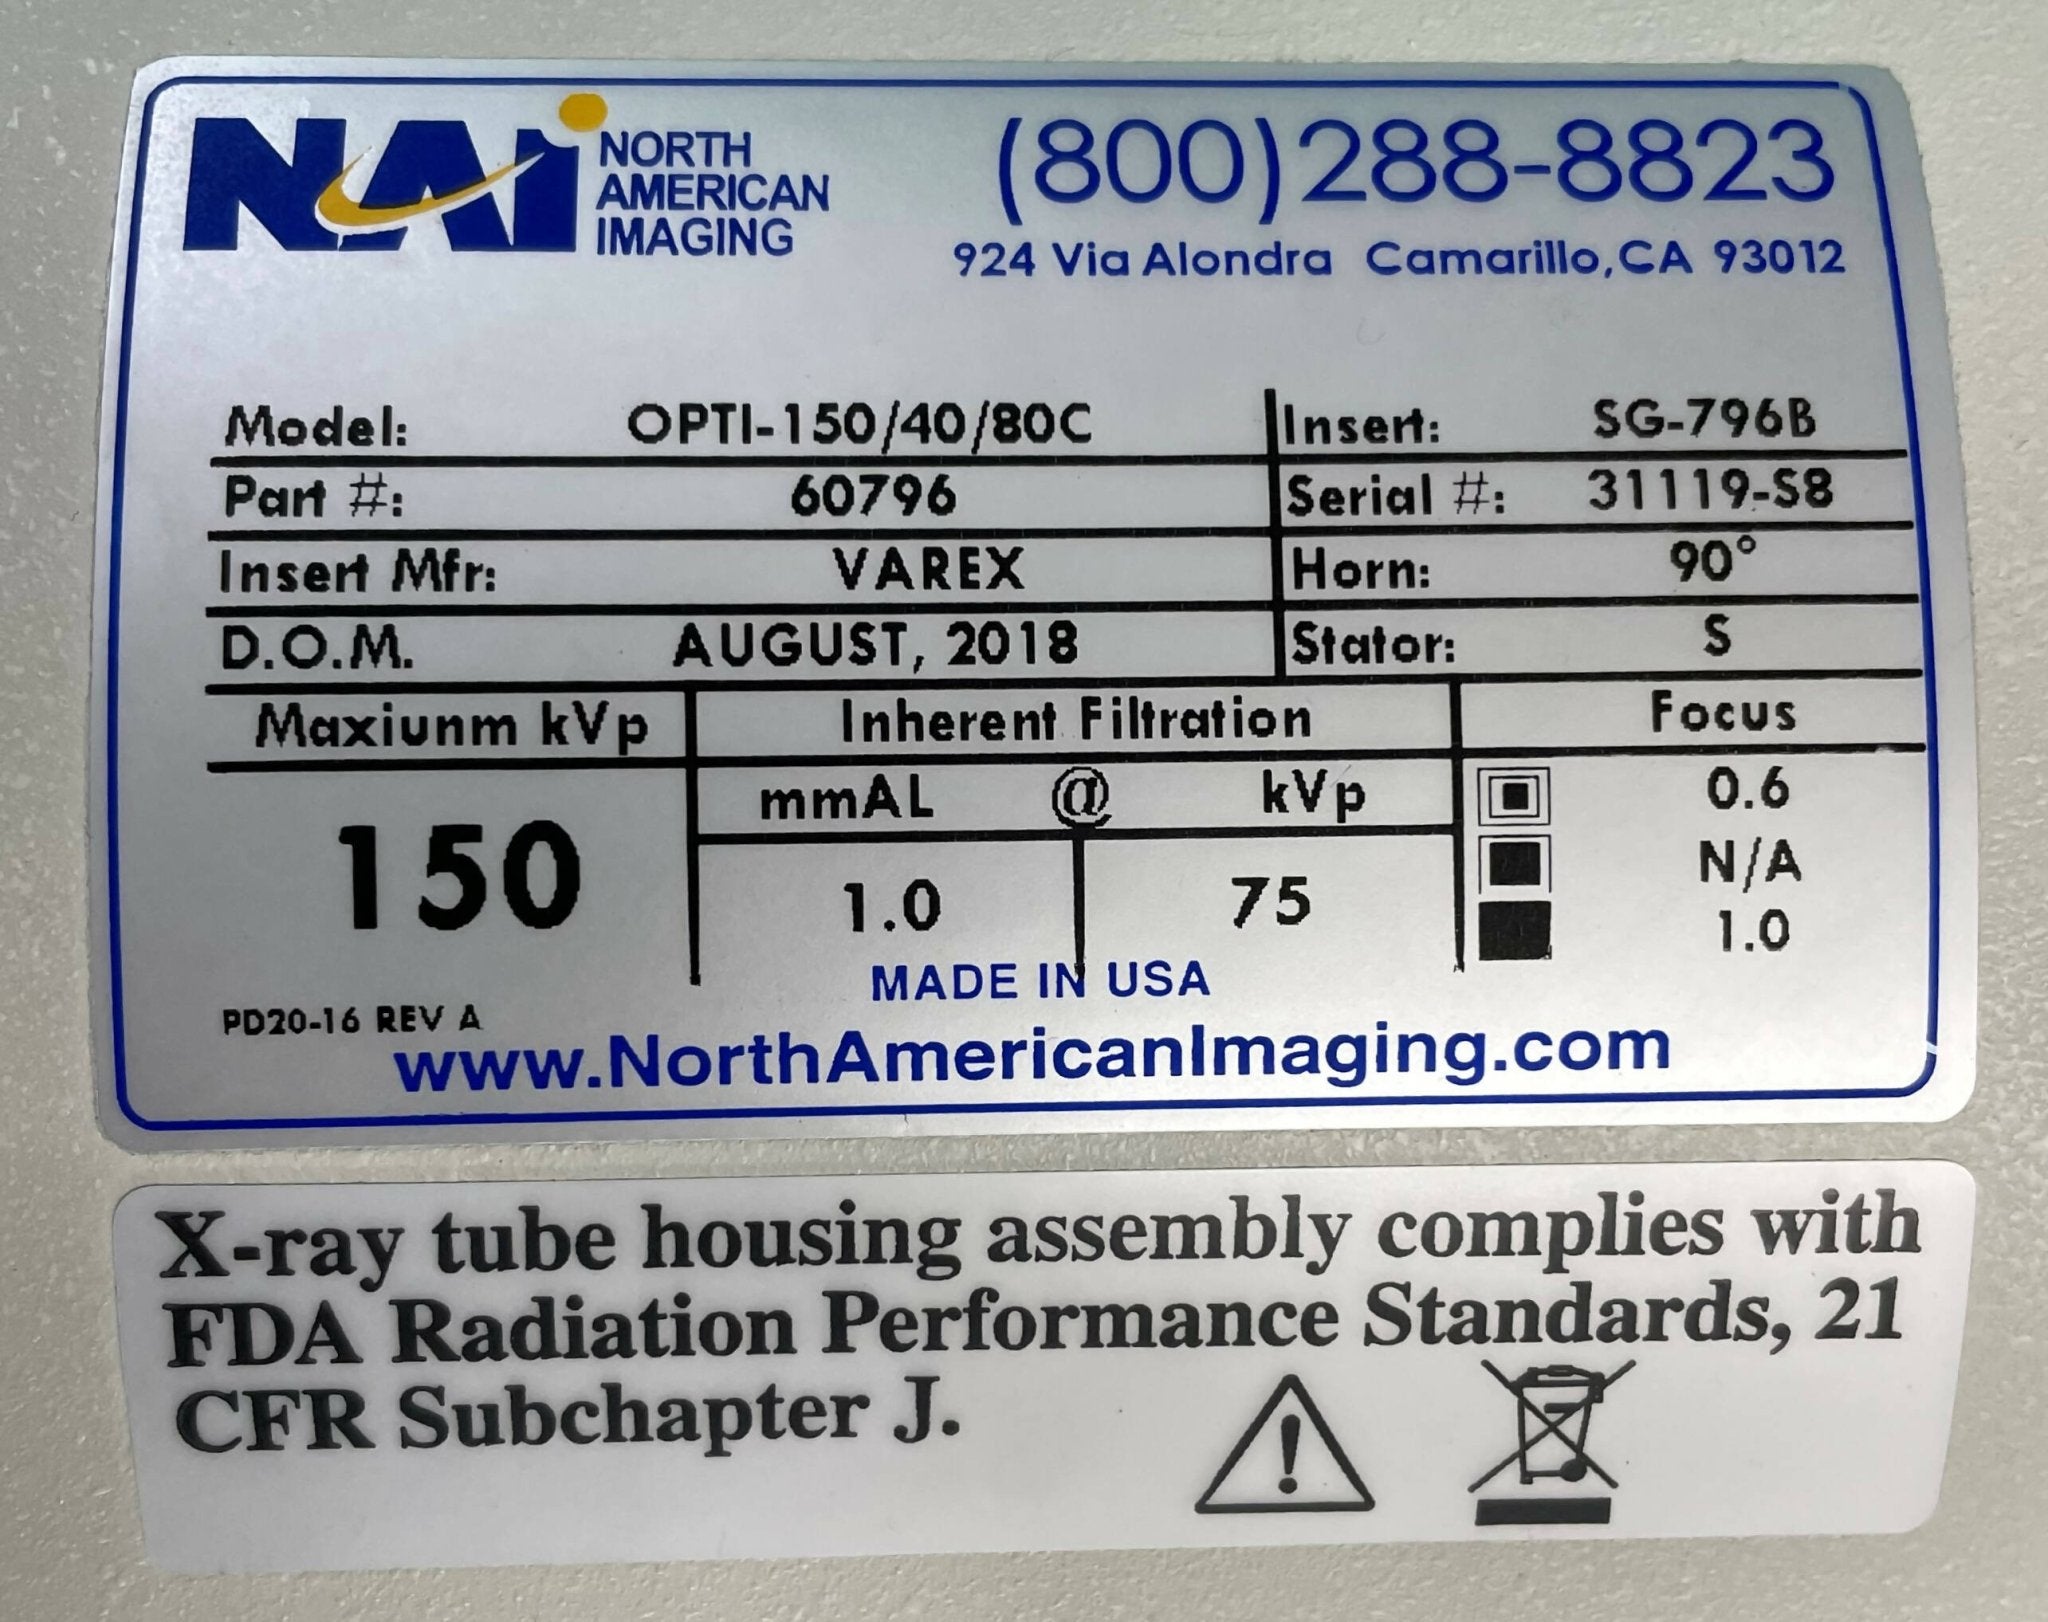 NAi NORTH
AMERICAN
IMAGING
(800)288-8823
924 Via Alondra Camarillo, CA 93012
Model: OPTI-150/40/80C Insert: SG-796B
Part #: 60796 Serial #: 31119-S8
Insert Mfr: VAREX Horn: 90°
D.O.M. AUGUST, 2018 Stator: S
Maxiunm kVp Inherent Filtration Focus
mmAL @ kVp 0.6
150 1.0 75 N/A
1.0
MADE IN USA
PD20-16 REV A
www.NorthAmericanImaging.com
X-ray tube housing assembly complies with
FDA Radiation Performance Standards, 21
CFR Subchapter J.